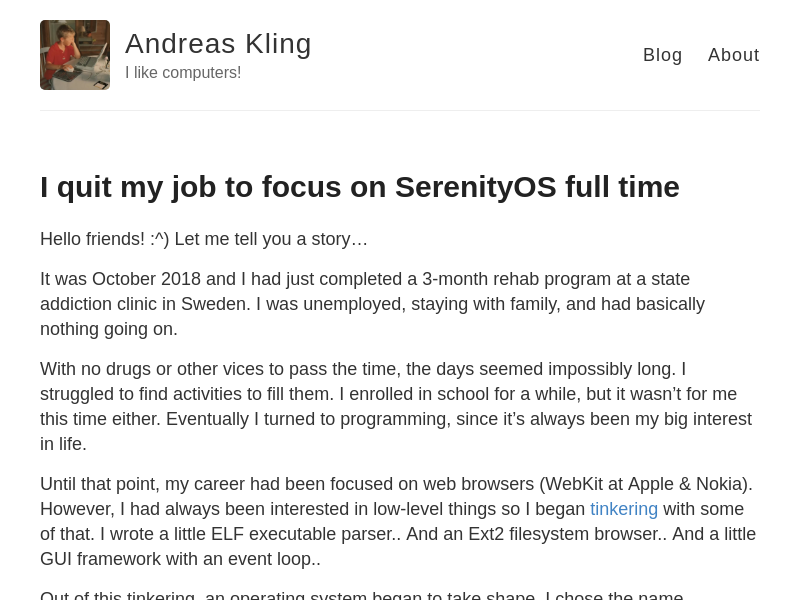 Andreas Kling
I like computers!
Blog About
I quit my job to focus on SerenityOS full time
Hello friends! :^) Let me tell you a story…
It was October 2018 and I had just completed a 3-month rehab program at a state
addiction clinic in Sweden. I was unemployed, staying with family, and had basically
nothing going on.
With no drugs or other vices to pass the time, the days seemed impossibly long. I
struggled to find activities to fill them. I enrolled in school for a while, but it wasn’t for me
this time either. Eventually I turned to programming, since it’s always been my big interest
in life.
Until that point, my career had been focused on web browsers (WebKit at Apple & Nokia).
However, I had always been interested in low-level things so I began tinkering with some
of that. I wrote a little ELF executable parser.. And an Ext2 filesystem browser.. And a little
GUI framework with an event loop..
Out of this tinkering, an operating system began to take shape. I chose the name